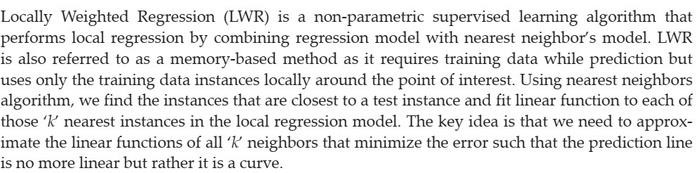 Locally Weighted Regression (LWR) is a non-parametric supervised learning algorithm that
performs local regression by combining regression model with nearest neighbor's model. LWR
is also referred to as a memory-based method as it requires training data while prediction but
uses only the training data instances locally around the point of interest. Using nearest neighbors
algorithm, we find the instances that are closest to a test instance and fit linear function to each of
those ‘k’ nearest instances in the local regression model. The key idea is that we need to approx-
imate the linear functions of all ‘k’ neighbors that minimize the error such that the prediction line
is no more linear but rather it is a curve.